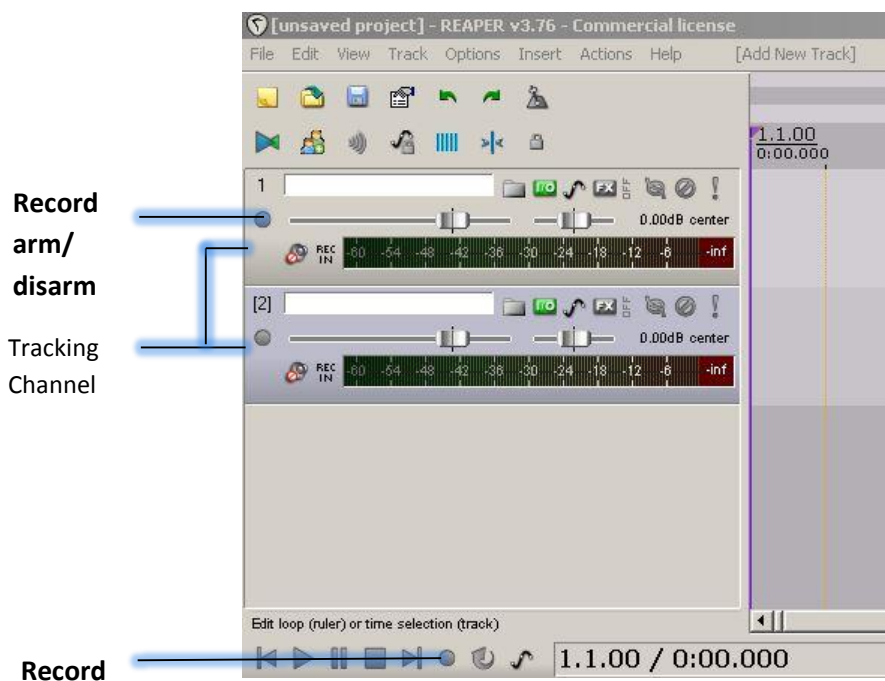 [unsaved project] - REAPER v3.76 - Commercial license
File Edit View Track Options Insert Actions Help [Add New Track]
1.1.00
0:00.000
1
I/O FX OFF
Record
arm/
disarm
0.00dB center
REC IN -60 -54 -48 -42 -36 -30 -24 -18 -12 -6 -inf
[2]
I/O FX OFF
Tracking
Channel
0.00dB center
REC IN -60 -54 -48 -42 -36 -30 -24 -18 -12 -6 -inf
Edit loop (ruler) or time selection (track)
Record
1.1.00 / 0:00.000